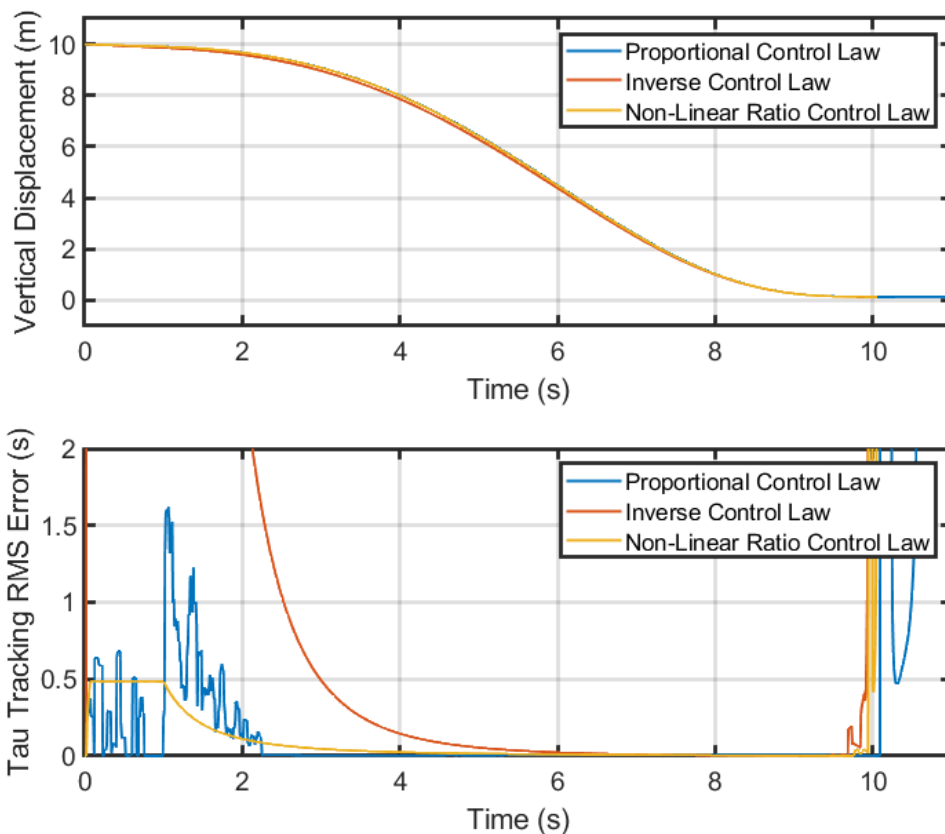 Vertical Displacement (m)
10
8
6
4
2
0
Proportional Control Law
Inverse Control Law
Non-Linear Ratio Control Law
0 2 4 6 8 10
Time (s)
Tau Tracking RMS Error (s)
2
1.5
1
0.5
0
Proportional Control Law
Inverse Control Law
Non-Linear Ratio Control Law
0 2 4 6 8 10
Time (s)